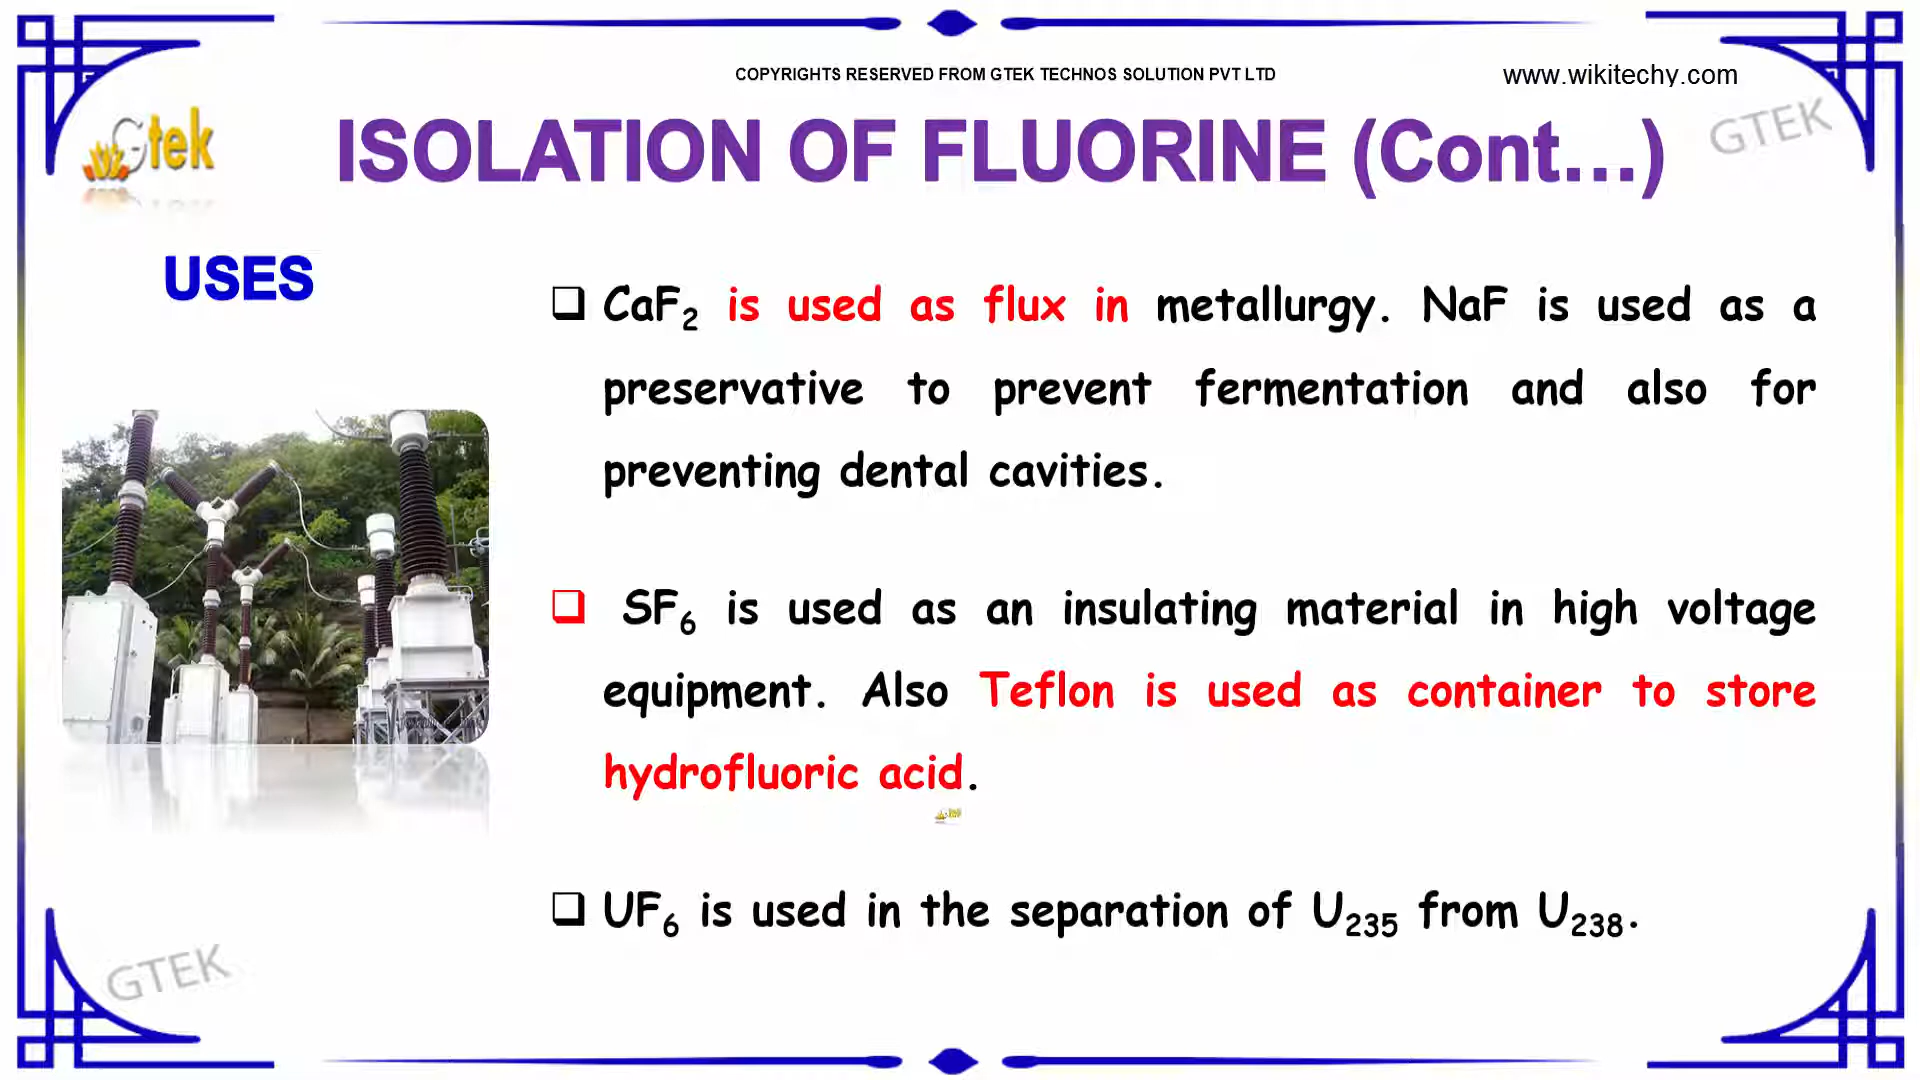 COPYRIGHTS RESERVED FROM GTEK TECHNOS SOLUTION PVT LTD
www.wikitechy.com
Gtek
ISOLATION OF FLUORINE (Cont...)
GTEK
USES
❑ CaF₂ is used as flux in metallurgy. NaF is used as a
preservative to prevent fermentation and also for
preventing dental cavities.
❑ SF₆ is used as an insulating material in high voltage
equipment. Also Teflon is used as container to store
hydrofluoric acid.
❑ UF₆ is used in the separation of U₂₃₅ from U₂₃₈.
GTEK